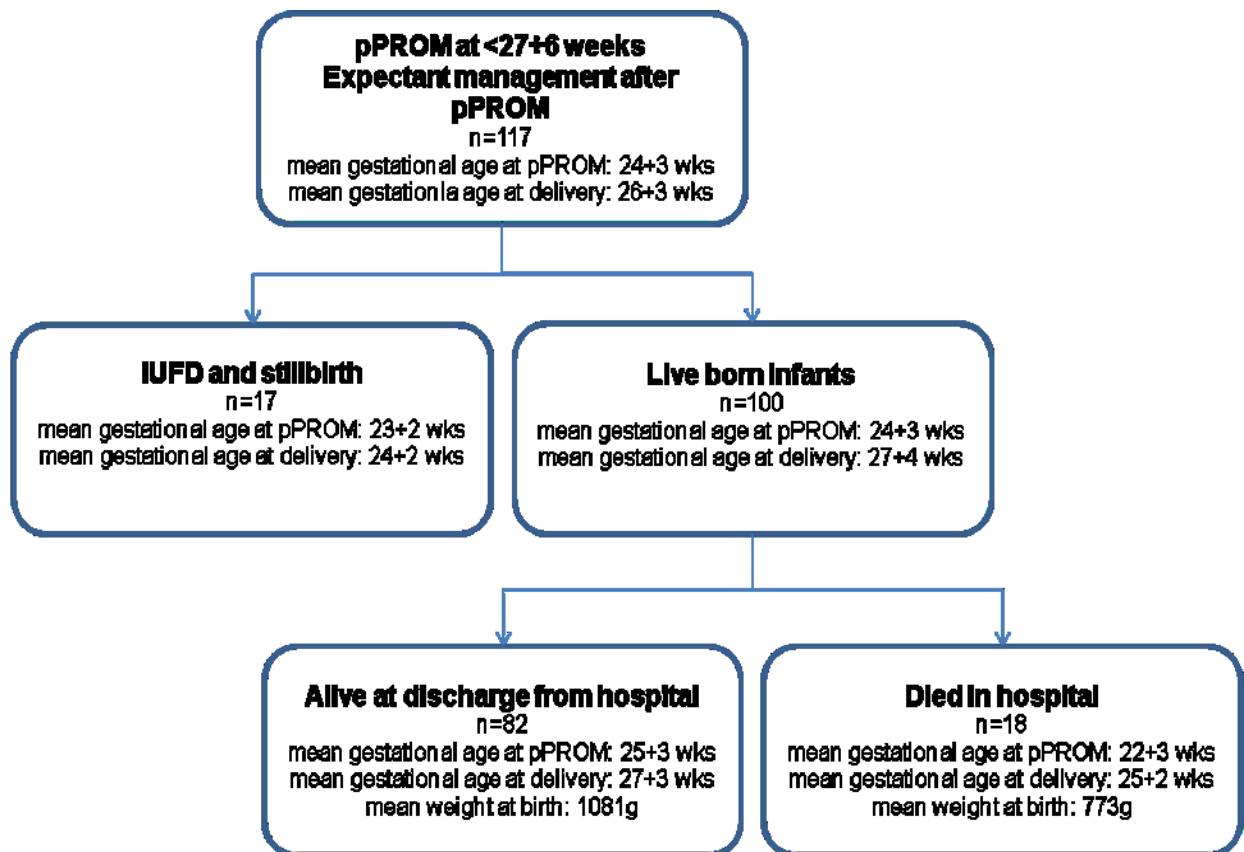 pPROM at <27+6 weeks
Expectant management after
pPROM
n=117
mean gestational age at pPROM: 24+3 wks
mean gestationla age at delivery: 26+3 wks
IUFD and stillbirth
n=17
mean gestational age at pPROM: 23+2 wks
mean gestational age at delivery: 24+2 wks
Live born infants
n=100
mean gestational age at pPROM: 24+3 wks
mean gestational age at delivery: 27+4 wks
Alive at discharge from hospital
n=82
mean gestational age at pPROM: 25+3 wks
mean gestational age at delivery: 27+3 wks
mean weight at birth: 1081g
Died in hospital
n=18
mean gestational age at pPROM: 22+3 wks
mean gestational age at delivery: 25+2 wks
mean weight at birth: 773g